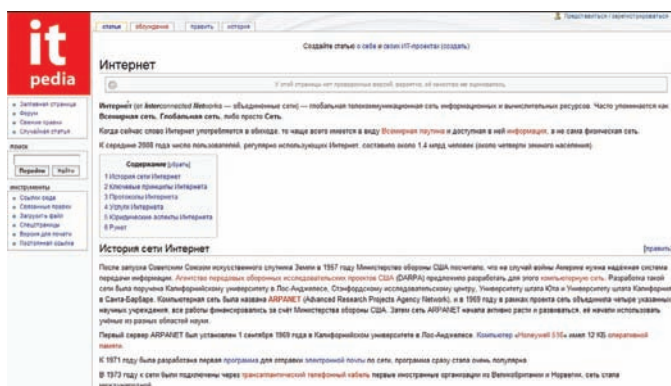 it
pedia
Представиться / зарегистрироваться
статья
обсуждение
править
история
Создайте статью о себе и своих ИТ-проектах (создать)
Интернет
У этой страницы нет проверенных версий, вероятно, её качество не оценивалось.
Заглавная страница
Форум
Свежие правки
Случайная статья
поиск
Перейти
Найти
инструменты
Ссылки сюда
Связанные правки
Загрузить файл
Спецстраницы
Версия для печати
Постоянная ссылка
Интернет (от Interconnected Networks — объединённые сети) — глобальная телекоммуникационная сеть информационных и вычислительных ресурсов. Часто упоминается как
Всемирная сеть, Глобальная сеть, либо просто Сеть.
Когда сейчас слово Интернет употребляется в обиходе, то чаще всего имеется в виду Всемирная паутина и доступная в ней информация, а не сама физическая сеть.
К середине 2008 года число пользователей, регулярно использующих Интернет, составило около 1,4 млрд человек (около четверти земного населения).
Содержание [убрать]
1 История сети Интернет
2 Ключевые принципы Интернета
3 Протоколы Интернета
4 Услуги Интернета
5 Юридические аспекты Интернета
6 Рунет
История сети Интернет
[править
После запуска Советским Союзом искусственного спутника Земли в 1957 году Министерство обороны США посчитало, что на случай войны Америке нужна надёжная система
передачи информации. Агентство передовых оборонных исследовательских проектов США (DARPA) предложило разработать для этого компьютерную сеть. Разработка такой
сети была поручена Калифорнийскому университету в Лос-Анджелесе, Стэнфордскому исследовательскому центру, Университету штата Юта и Университету штата Калифорния
в Санта-Барбаре. Компьютерная сеть была названа ARPANET (Advanced Research Projects Agency Network), и в 1969 году в рамках проекта сеть объединила четыре указанных
научных учреждения, все работы финансировались за счёт Министерства обороны США. Затем сеть ARPANET начала активно расти и развиваться, её начали использовать
учёные из разных областей науки.
Первый сервер ARPANET был установлен 1 сентября 1969 года в Калифорнийском университете в Лос-Анджелесе. Компьютер «Honeywell 516» имел 12 КБ оперативной
памяти.
К 1971 году была разработана первая программа для отправки электронной почты по сети, программа сразу стала очень популярна.
В 1973 году к сети были подключены через трансатлантический телефонный кабель первые иностранные организации из Великобритании и Норвегии, сеть стала
международной.